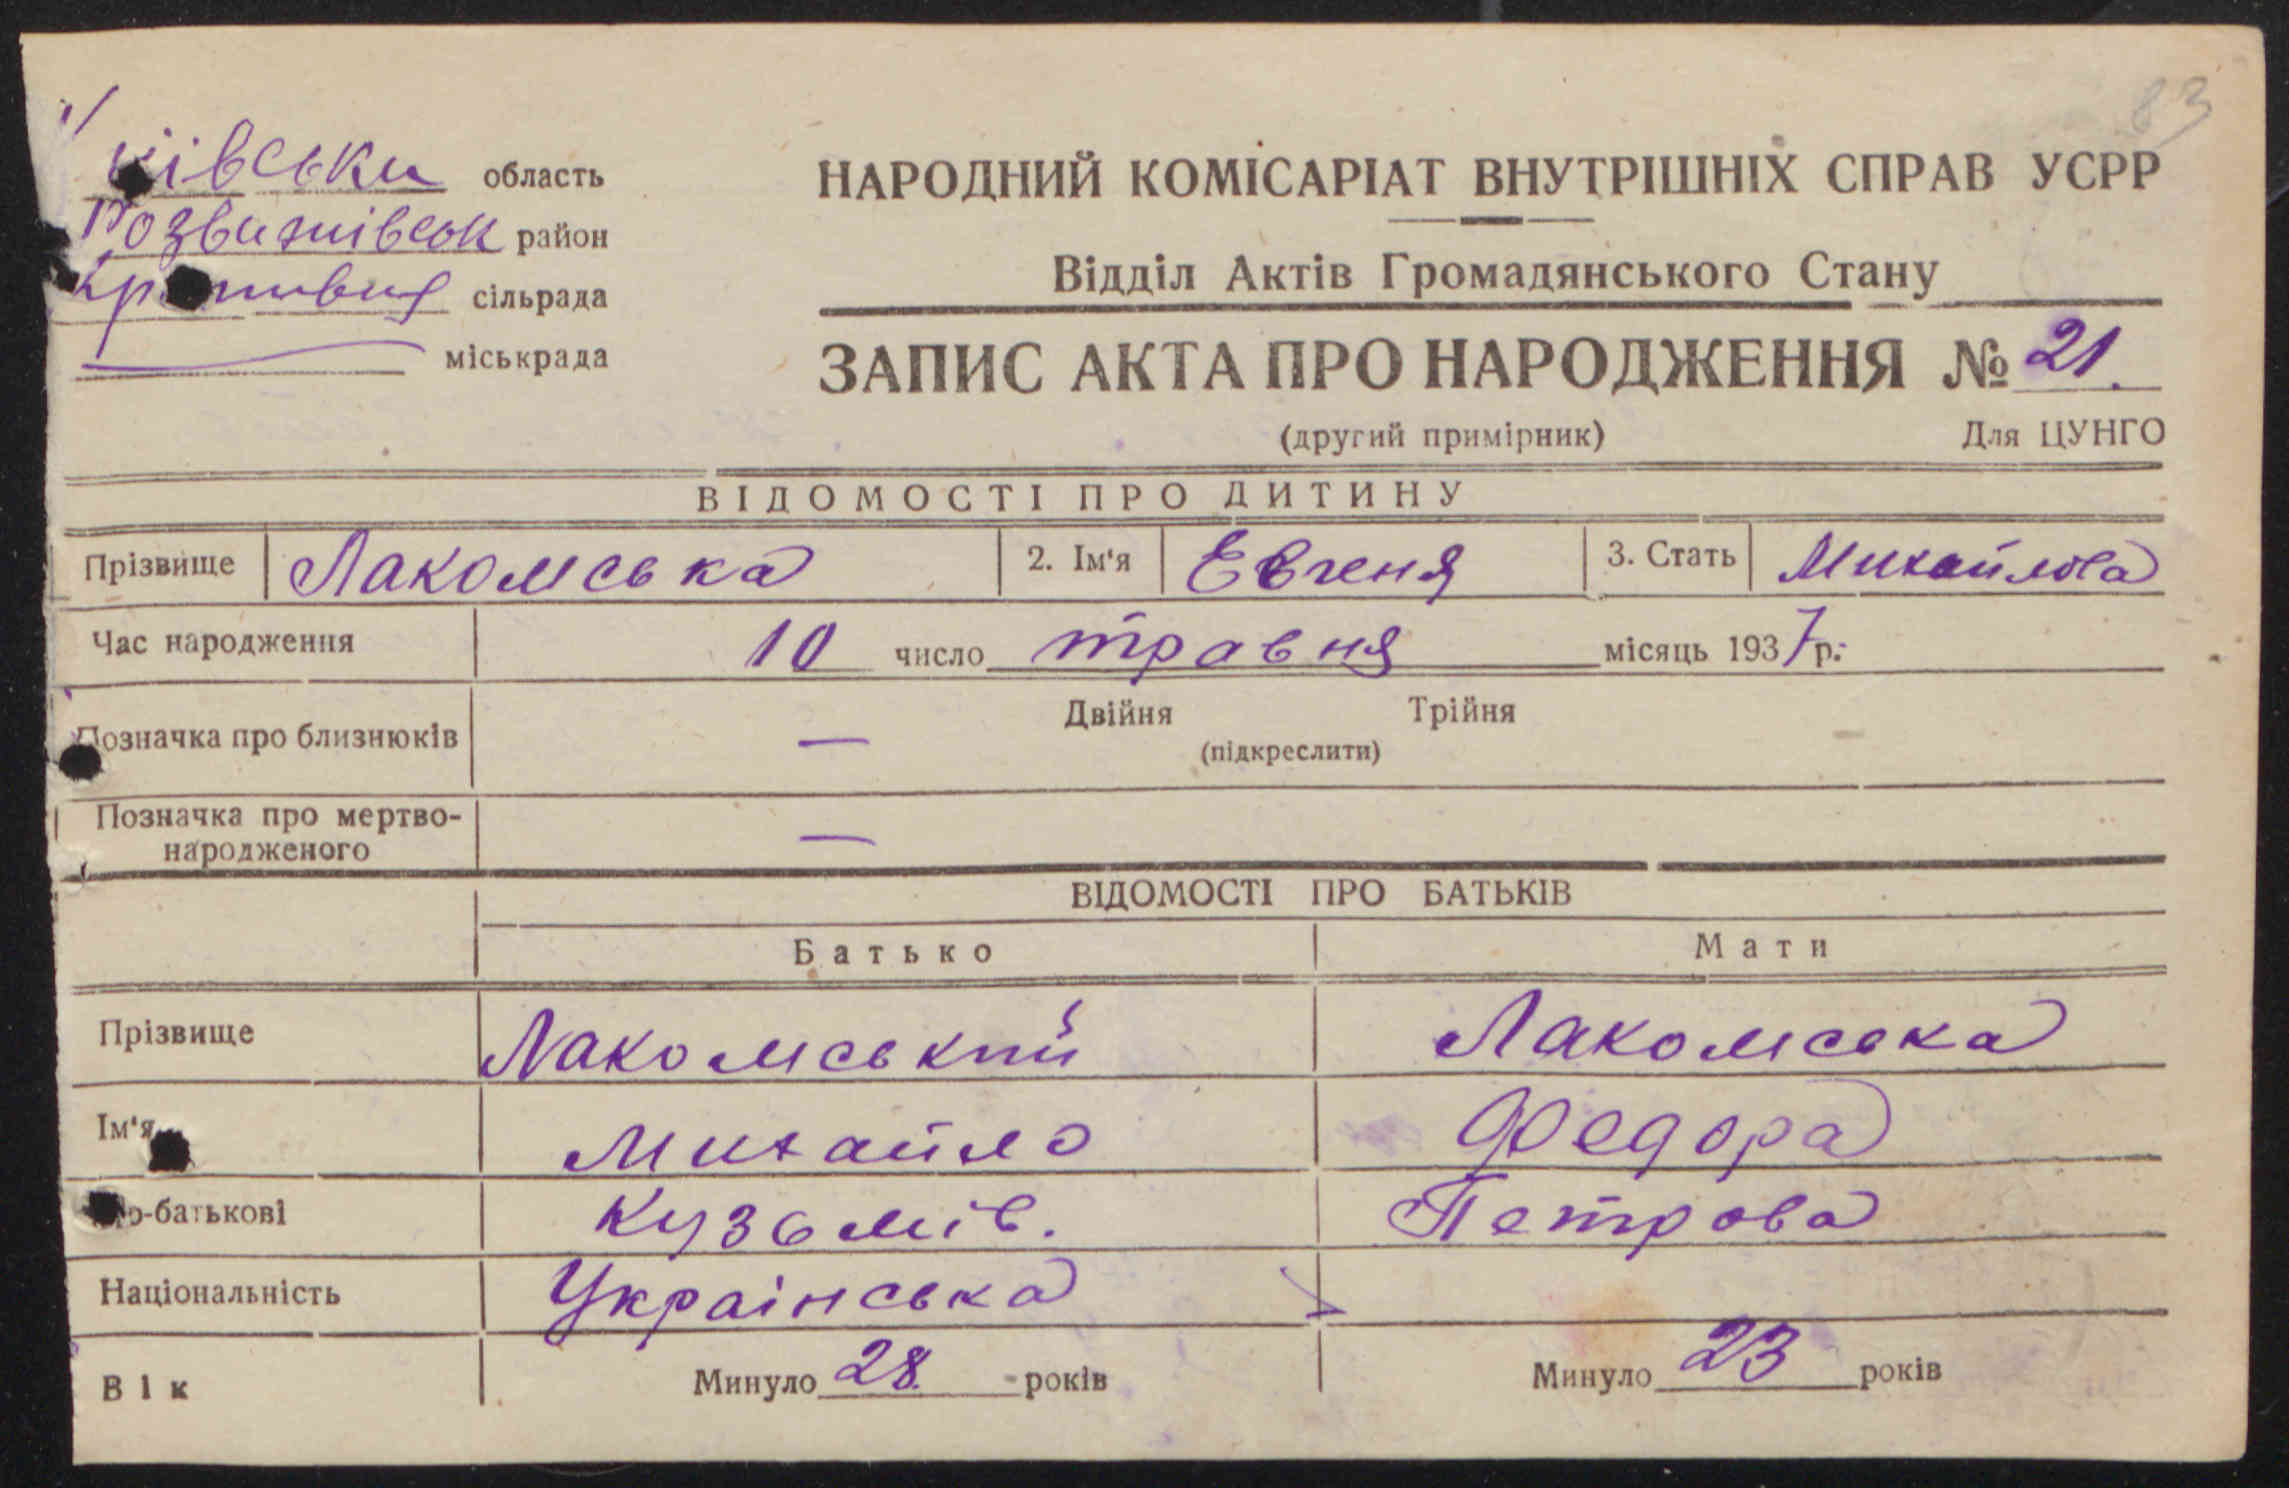 83
Київськи область
Розважівськ район
сільрада
міськрада
НАРОДНИЙ КОМІСАРІАТ ВНУТРІШНІХ СПРАВ УСРР
Відділ Актів Громадянського Стану
ЗАПИС АКТА ПРО НАРОДЖЕННЯ № 21.
(другий примірник) Для ЦУНГО
ВІДОМОСТІ ПРО ДИТИНУ
Прізвище Лакомська 2. Ім'я Евгеня 3. Стать Михайлова
Час народження 10 число травня місяць 1937 р.
Позначка про близнюків — Двійня Трійня
(підкреслити)
Позначка про мертво-
народженого —
ВІДОМОСТІ ПРО БАТЬКІВ
Батько Мати
Прізвище Лакомський Лакомська
Ім'я Михайло Федора
По-батькові Кузьмів. Петрова
Національність Українська
Вік Минуло 28. років Минуло 23 років